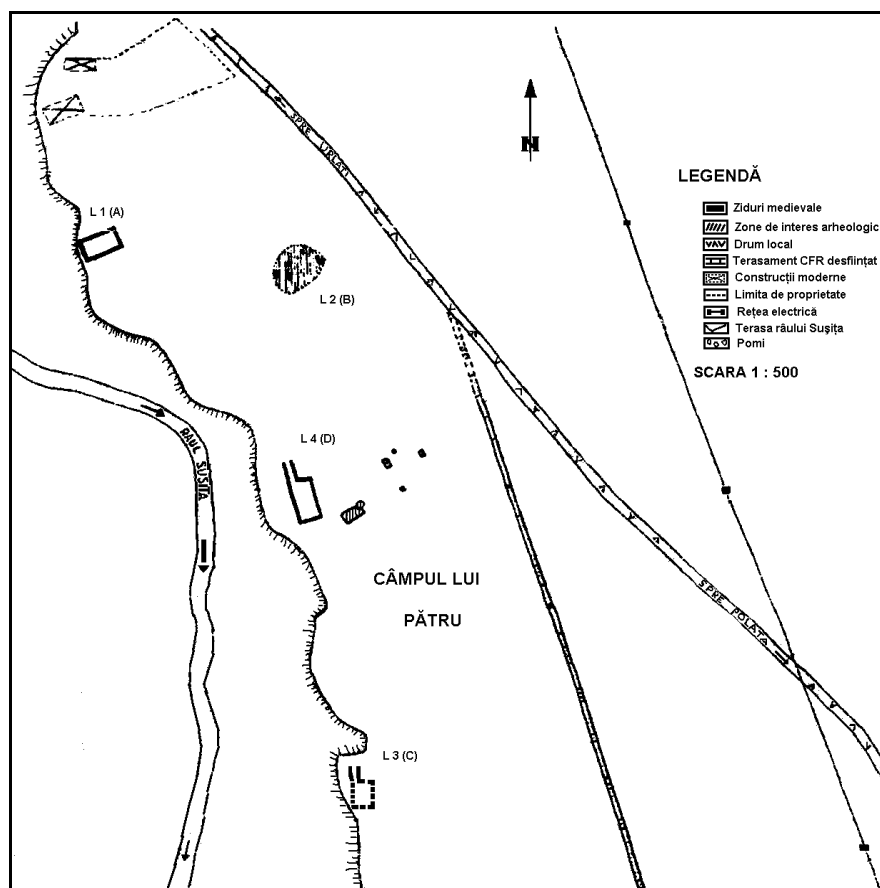 SPRE URLAȚI
N
LEGENDĂ
Ziduri medievale
Zone de interes arheologic
Drum local
Terasament CFR desființat
Construcții moderne
Limita de proprietate
Rețea electrică
Terasa râului Sușița
Pomi
SCARA 1 : 500
L 1 (A)
L 2 (B)
RAUL SUȘIȚA
L 4 (D)
CÂMPUL LUI
PĂTRU
SPRE POLATA
L 3 (C)